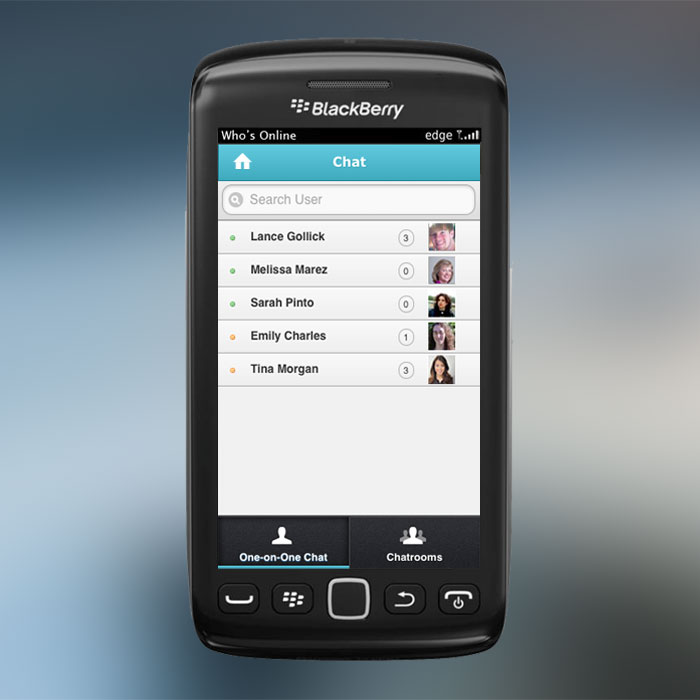 BlackBerry
Who's Online edge
Chat
Search User
Lance Gollick 3
Melissa Marez 0
Sarah Pinto 0
Emily Charles 1
Tina Morgan 3
One-on-One Chat Chatrooms